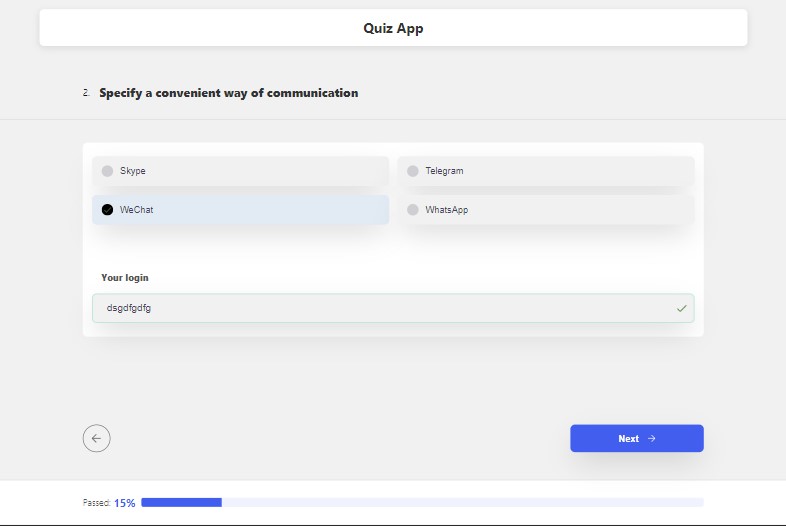 Quiz App
2. Specify a convenient way of communication
Skype
Telegram
WeChat
WhatsApp
Your login
dsgdfgdfg
Next
Passed: 15%